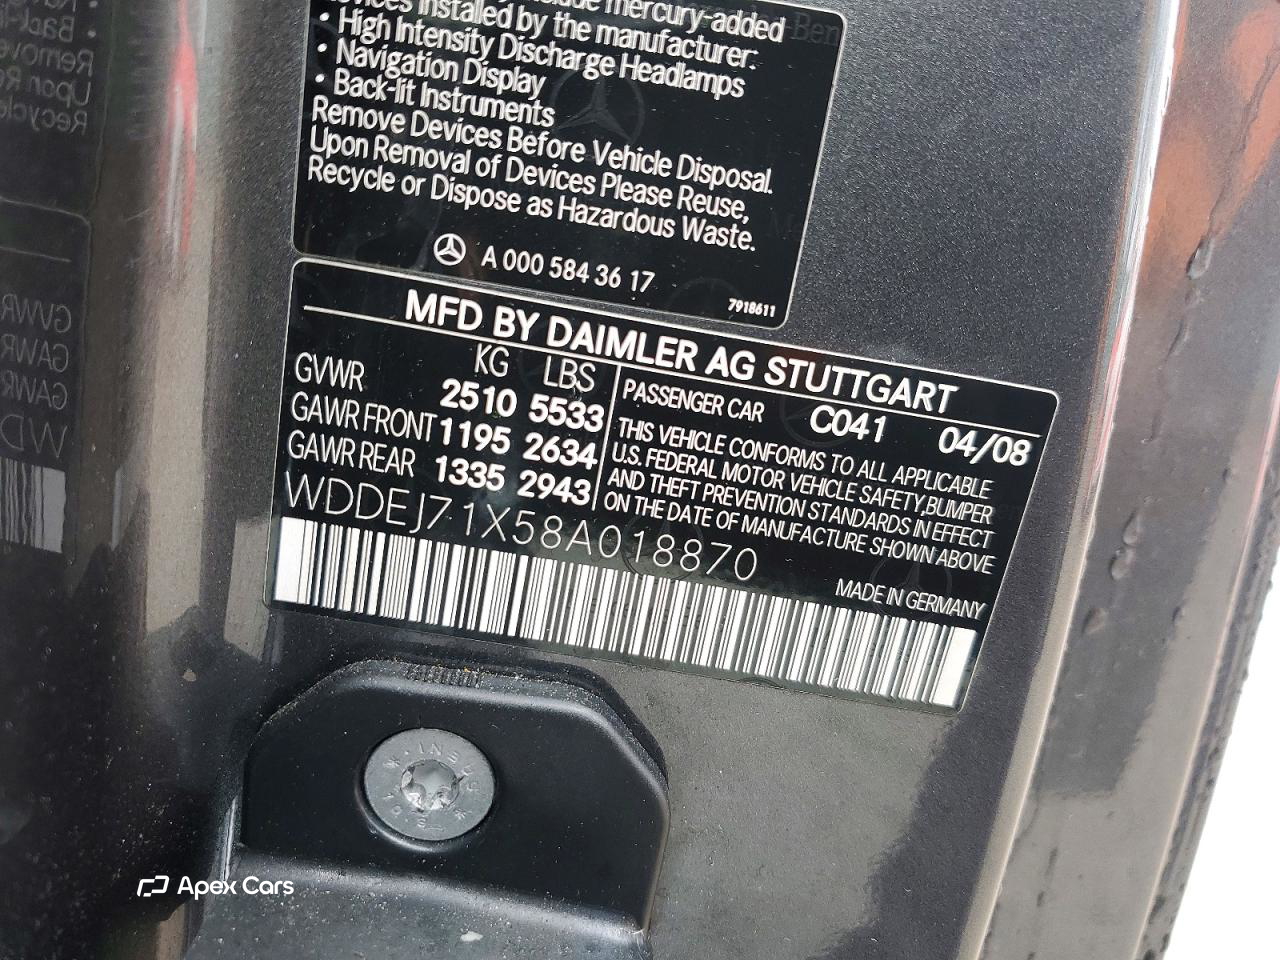 mercury-added
devices installed by the manufacturer:
• High Intensity Discharge Headlamps
• Navigation Display
• Back-lit Instruments
Remove Devices Before Vehicle Disposal.
Upon Removal of Devices Please Reuse,
Recycle or Dispose as Hazardous Waste.
A 000 584 36 17
7918611
MFD BY DAIMLER AG STUTTGART
KG LBS
GVWR 2510 5533
GAWR FRONT 1195 2634
GAWR REAR 1335 2943
PASSENGER CAR C041 04/08
THIS VEHICLE CONFORMS TO ALL APPLICABLE
U.S. FEDERAL MOTOR VEHICLE SAFETY,BUMPER
AND THEFT PREVENTION STANDARDS IN EFFECT
ON THE DATE OF MANUFACTURE SHOWN ABOVE
WDDEJ71X58A018870
MADE IN GERMANY
Apex Cars